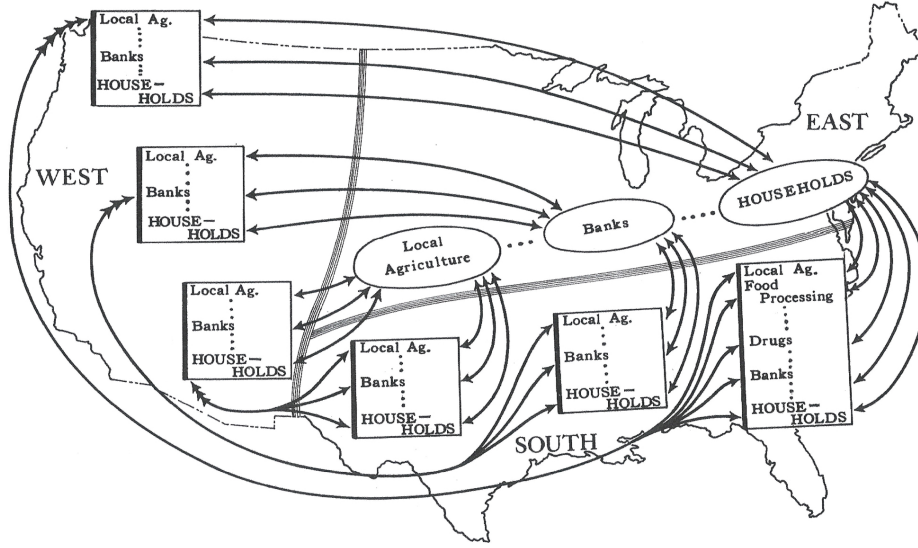 Local Ag.
Banks
HOUSE-
HOLDS
WEST
EAST
Local Ag.
Banks
HOUSE-
HOLDS
HOUSEHOLDS
Banks
Local
Agriculture
Local Ag.
Banks
HOUSE-
HOLDS
Local Ag.
Banks
HOUSE-
HOLDS
Local Ag.
Banks
HOUSE-
HOLDS
Local Ag.
Food
Processing
Drugs
Banks
HOUSE-
HOLDS
SOUTH